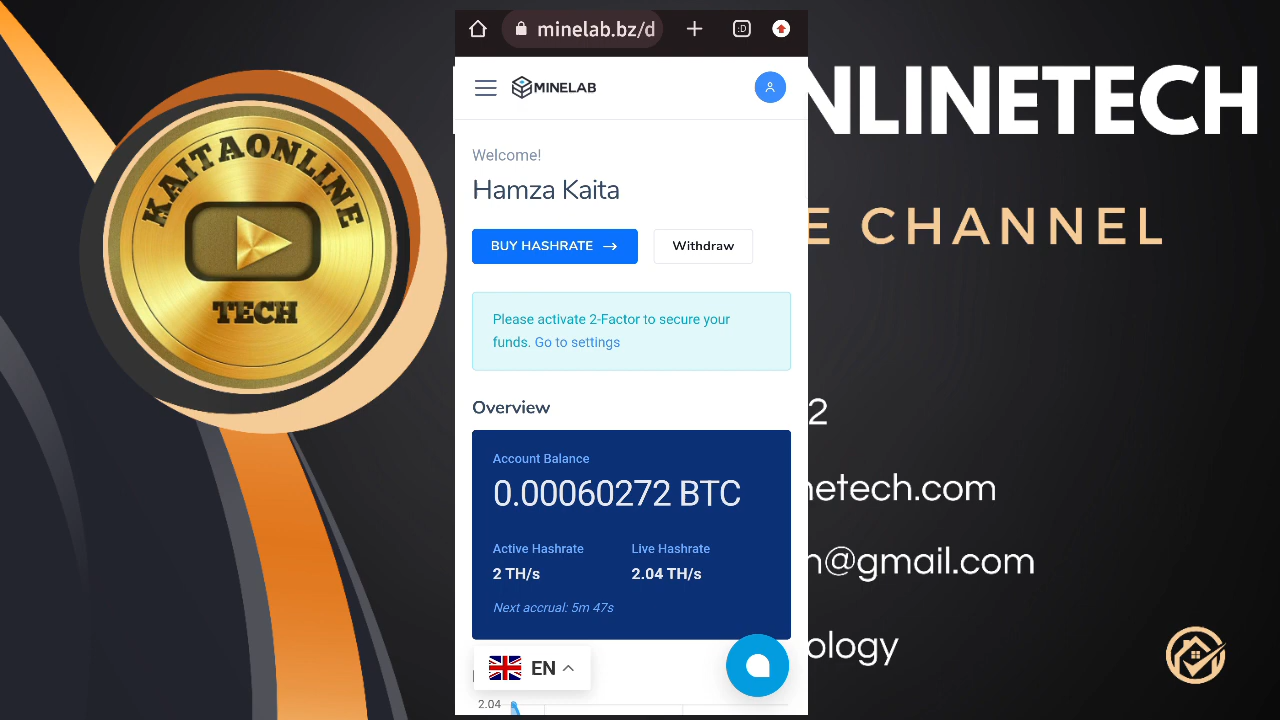 KAITAONLINE
TECH
minelab.bz/d
:D
MINELAB
Welcome!
Hamza Kaita
BUY HASHRATE →
Withdraw
Please activate 2-Factor to secure your
funds. Go to settings
Overview
Account Balance
0.00060272 BTC
Active Hashrate
Live Hashrate
2 TH/s
2.04 TH/s
Next accrual: 5m 47s
EN
2.04
NLINETECH
E CHANNEL
2
netech.com
h@gmail.com
ology